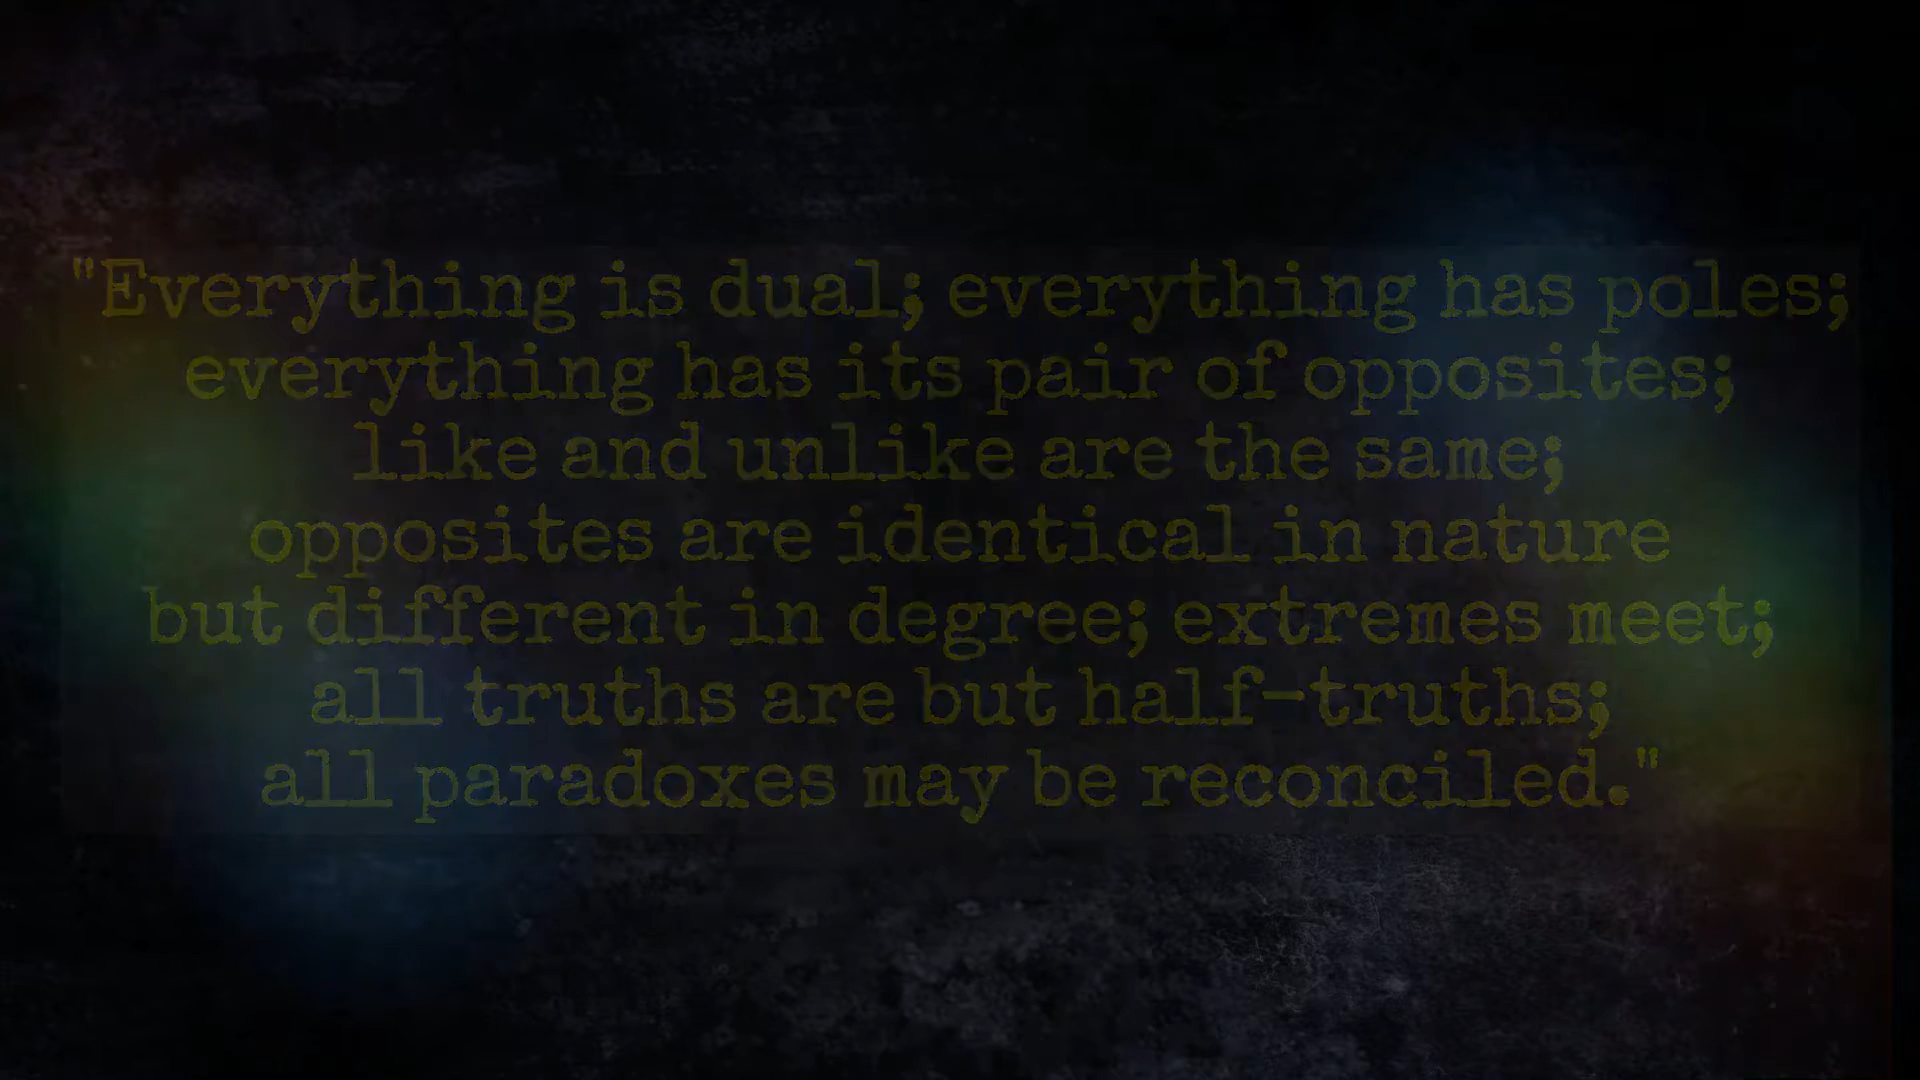 "Everything is dual; everything has poles;
everything has its pair of opposites;
like and unlike are the same;
opposites are identical in nature
but different in degree; extremes meet;
all truths are but half-truths;
all paradoxes may be reconciled."